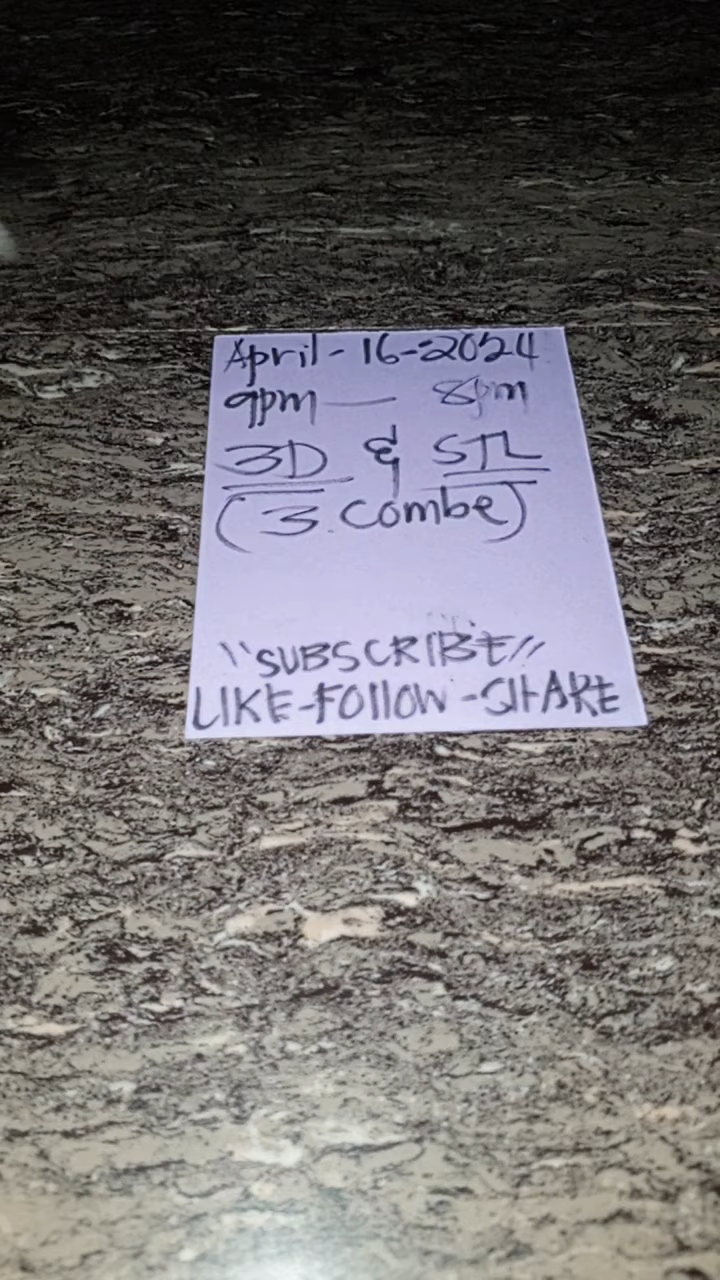 April - 16-2024
9pm — 8pm
3D & STL
(3 combe)
\\SUBSCRIBE//
LIKE-FOllOW-SHARE